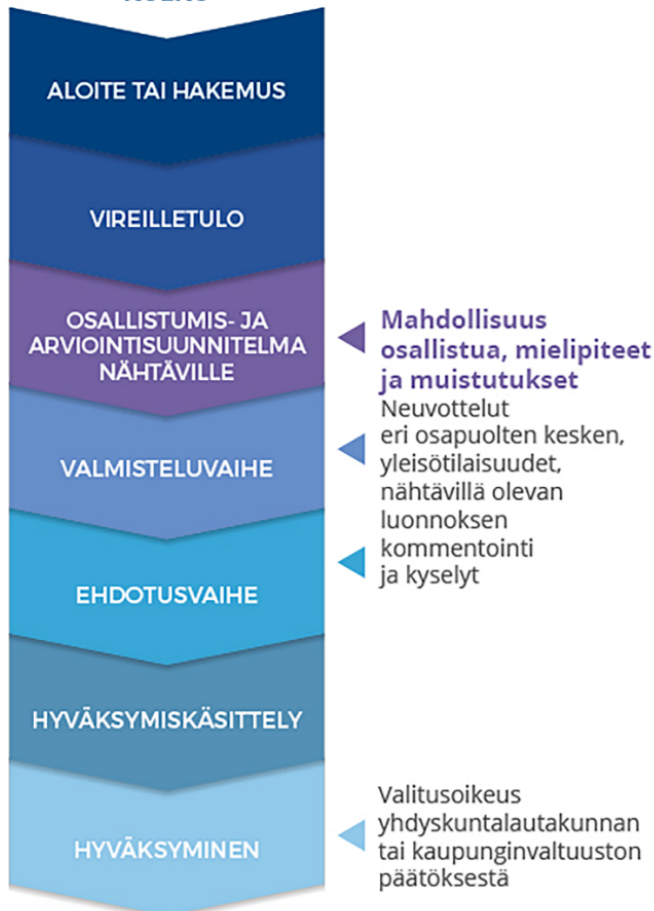 ALOITE TAI HAKEMUS
VIREILLETULO
OSALLISTUMIS- JA
ARVIOINTISUUNNITELMA
NÄHTÄVILLE
Mahdollisuus
osallistua, mielipiteet
ja muistutukset
VALMISTELUVAIHE
Neuvottelut
eri osapuolten kesken,
yleisötilaisuudet,
nähtävillä olevan
luonnoksen
kommentointi
ja kyselyt
EHDOTUSVAIHE
HYVÄKSYMISKÄSITTELY
HYVÄKSYMINEN
Valitusoikeus
yhdyskuntalautakunnan
tai kaupunginvaltuuston
päätöksestä